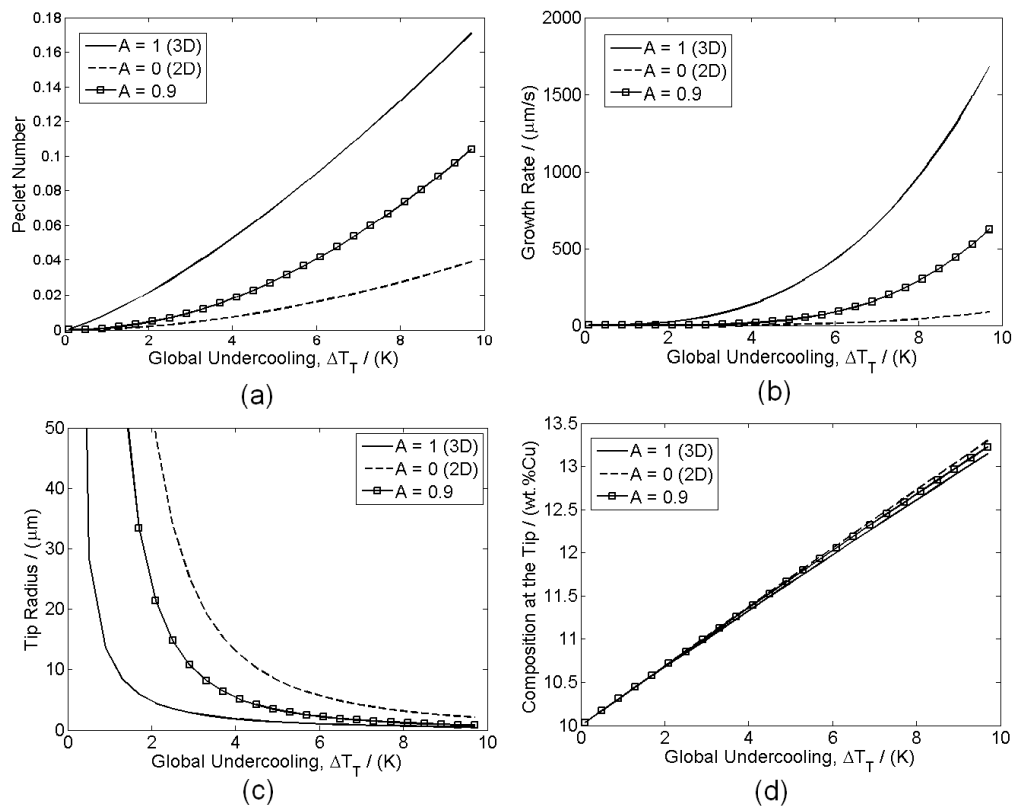 0.18
0.16
0.14
0.12
0.1
0.08
0.06
0.04
0.02
0
Peclet Number
A = 1 (3D)
A = 0 (2D)
A = 0.9
0 2 4 6 8 10
Global Undercooling, ΔT_T / (K)
(a)
2000
1500
1000
500
0
Growth Rate / (μm/s)
A = 1 (3D)
A = 0 (2D)
A = 0.9
0 2 4 6 8 10
Global Undercooling, ΔT_T / (K)
(b)
50
40
30
20
10
0
Tip Radius / (μm)
A = 1 (3D)
A = 0 (2D)
A = 0.9
0 2 4 6 8 10
Global Undercooling, ΔT_T / (K)
(c)
13.5
13
12.5
12
11.5
11
10.5
10
Composition at the Tip / (wt.%Cu)
A = 1 (3D)
A = 0 (2D)
A = 0.9
0 2 4 6 8 10
Global Undercooling, ΔT_T / (K)
(d)